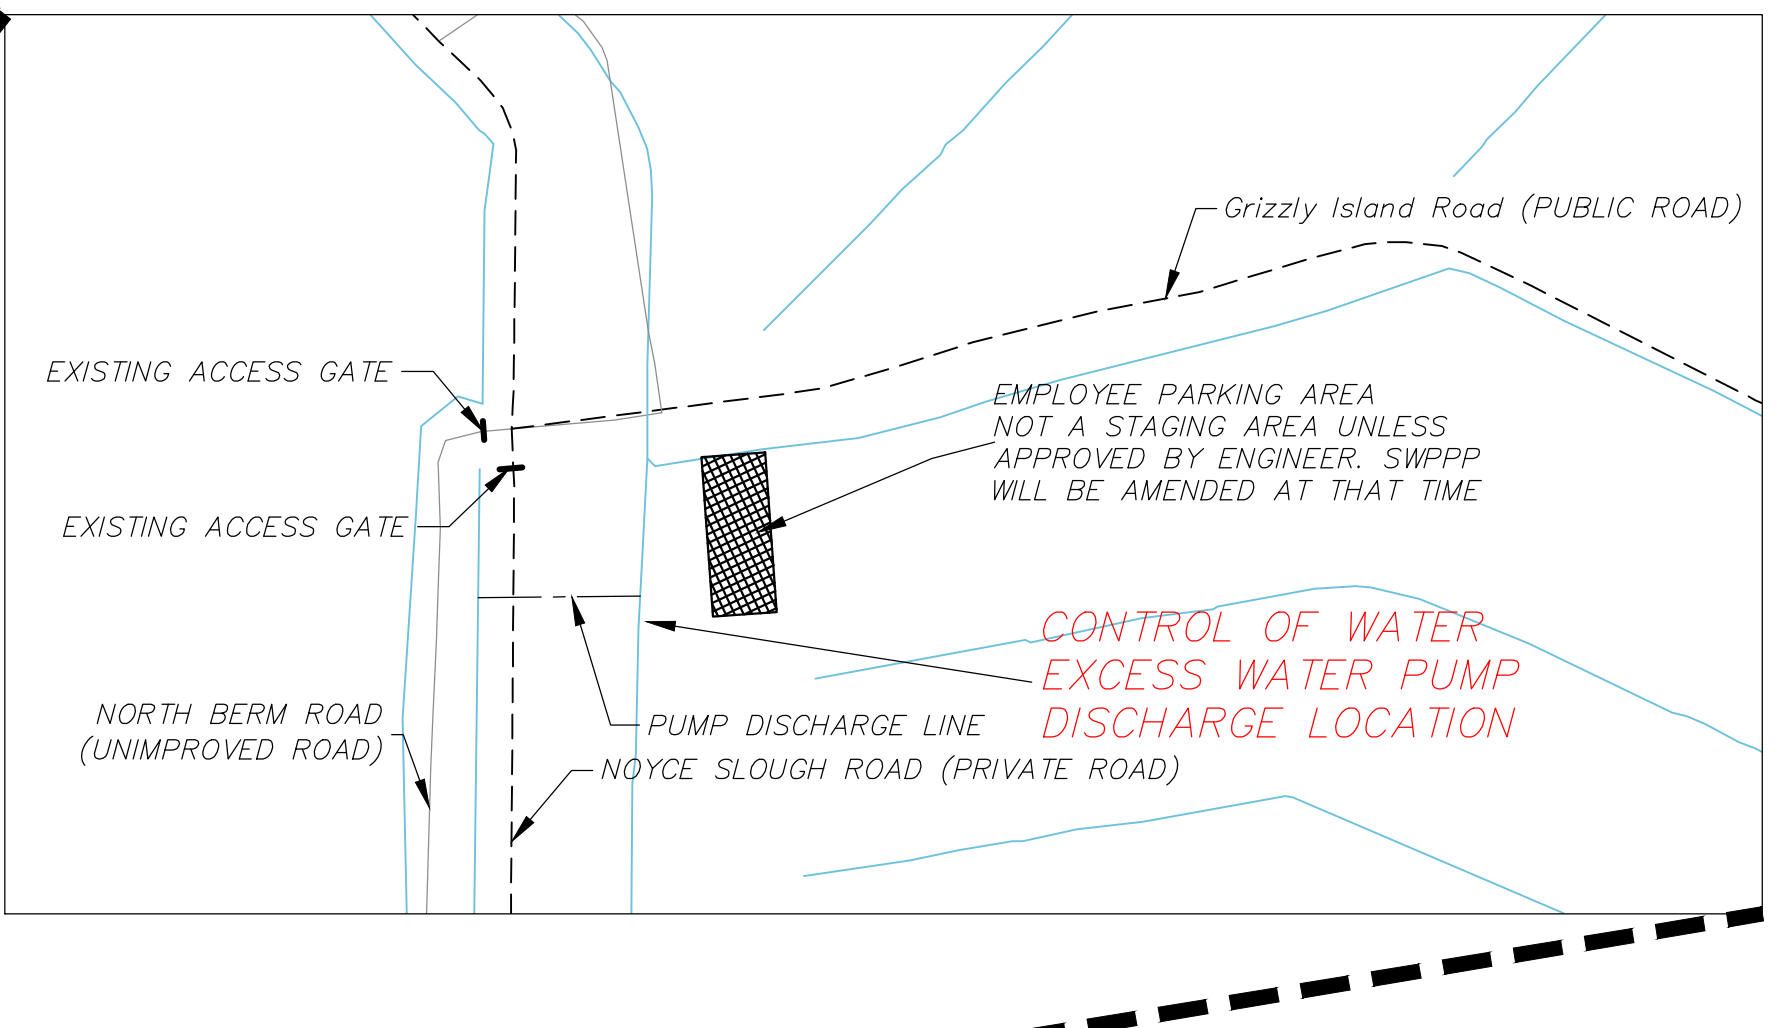 Grizzly Island Road (PUBLIC ROAD)
EXISTING ACCESS GATE
EMPLOYEE PARKING AREA
NOT A STAGING AREA UNLESS
APPROVED BY ENGINEER. SWPPP
WILL BE AMENDED AT THAT TIME
EXISTING ACCESS GATE
CONTROL OF WATER
EXCESS WATER PUMP
DISCHARGE LOCATION
NORTH BERM ROAD
(UNIMPROVED ROAD)
PUMP DISCHARGE LINE
NOYCE SLOUGH ROAD (PRIVATE ROAD)